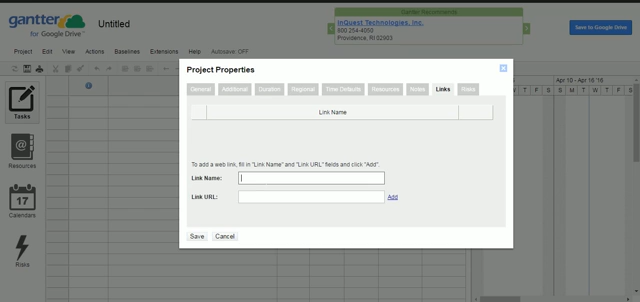 gantter
for Google Drive
Untitled
InQuest Technologies, Inc.
800 254-4050
Providence, RI 02903
Save to Google Drive
Project Edit View Actions Baselines Extensions Help Autosave: OFF
Project Properties
General Additional Duration Regional Time Defaults Resources Notes Links Risks
Link Name
To add a web link, fill in "Link Name" and "Link URL" fields and click "Add".
Link Name:
Link URL:
Add
Save Cancel
Tasks
Resources
17
Calendars
Risks
Apr 10 - Apr 16 '16
T F S S M T W T F S S